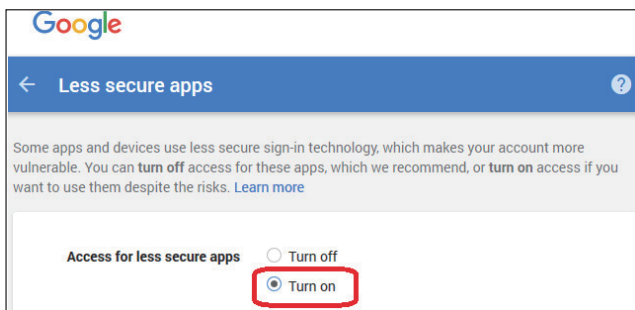 Google
Less secure apps
Some apps and devices use less secure sign-in technology, which makes your account more
vulnerable. You can turn off access for these apps, which we recommend, or turn on access if you
want to use them despite the risks. Learn more
Access for less secure apps Turn off
Turn on